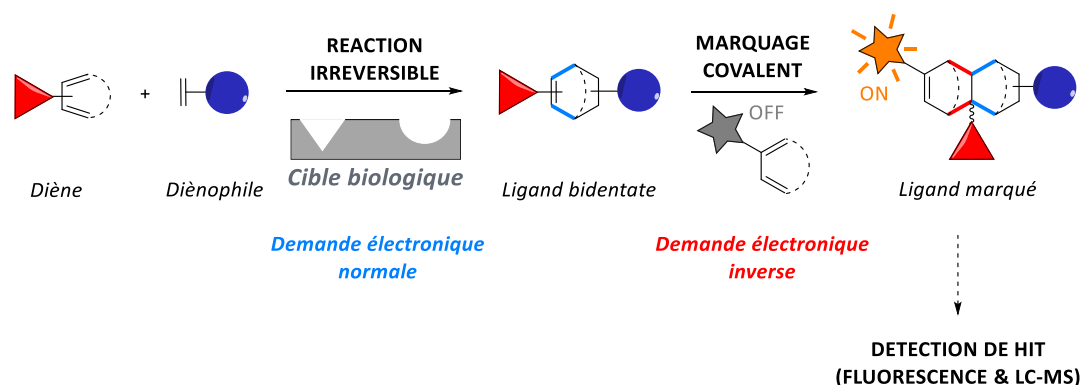 REACTION
IRREVERSIBLE
MARQUAGE
COVALENT
+
OFF
ON
Cible biologique
Diène
Diènophile
Ligand bidentate
Ligand marqué
Demande électronique
normale
Demande électronique
inverse
DETECTION DE HIT
(FLUORESCENCE & LC-MS)